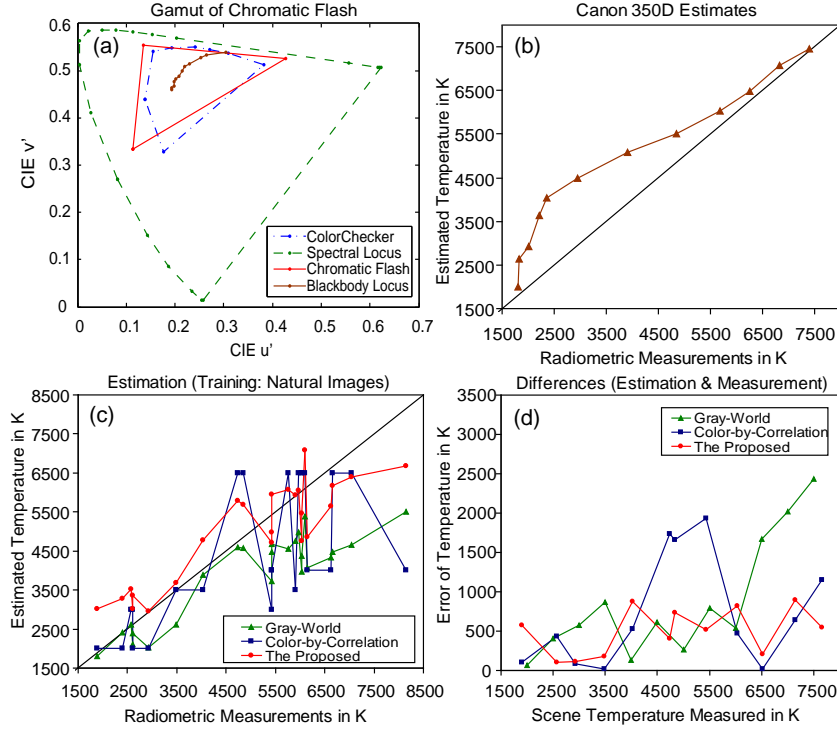 Gamut of Chromatic Flash
(a)
0.6
0.5
0.4
0.3
0.2
0.1
0
CIE v'
ColorChecker
Spectral Locus
Chromatic Flash
Blackbody Locus
0 0.1 0.2 0.3 0.4 0.5 0.6 0.7
CIE u'
Canon 350D Estimates
(b)
7500
6500
5500
4500
3500
2500
1500
Estimated Temperature in K
1500 2500 3500 4500 5500 6500 7500
Radiometric Measurements in K
Estimation (Training: Natural Images)
(c)
8500
7500
6500
5500
4500
3500
2500
1500
Estimated Temperature in K
Gray-World
Color-by-Correlation
The Proposed
1500 2500 3500 4500 5500 6500 7500 8500
Radiometric Measurements in K
Differences (Estimation & Measurement)
(d)
3500
3000
2500
2000
1500
1000
500
0
Error of Temperature in K
Gray-World
Color-by-Correlation
The Proposed
1500 2500 3500 4500 5500 6500 7500
Scene Temperature Measured in K